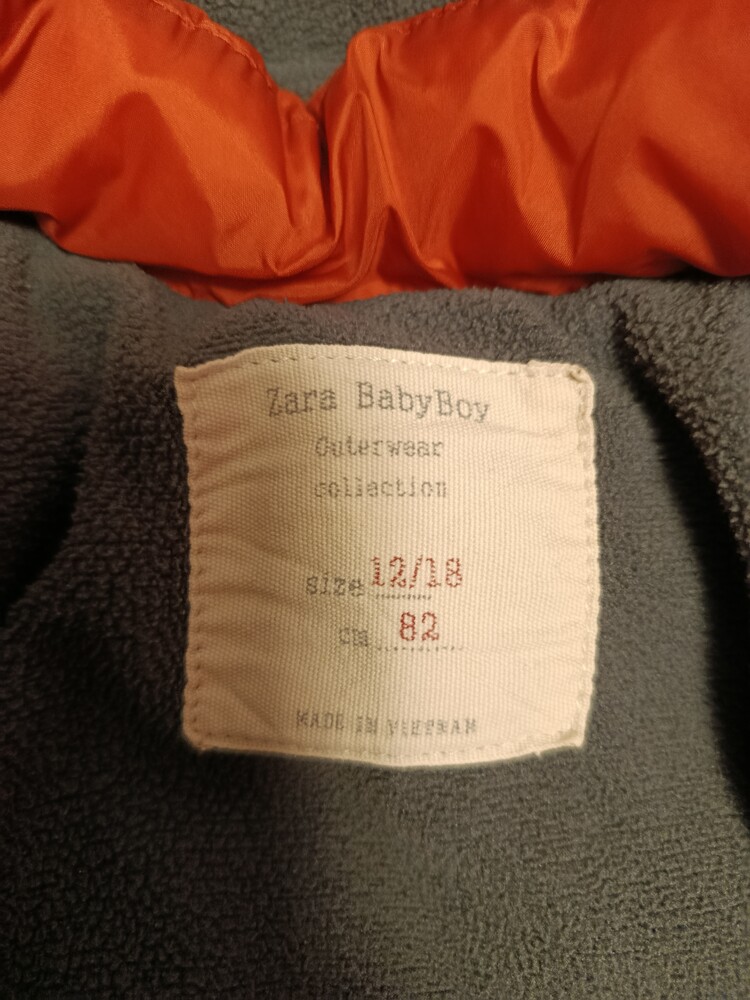 Zara BabyBoy
Outerwear
collection
size 12/18
cm 82
MADE IN VIETNAM